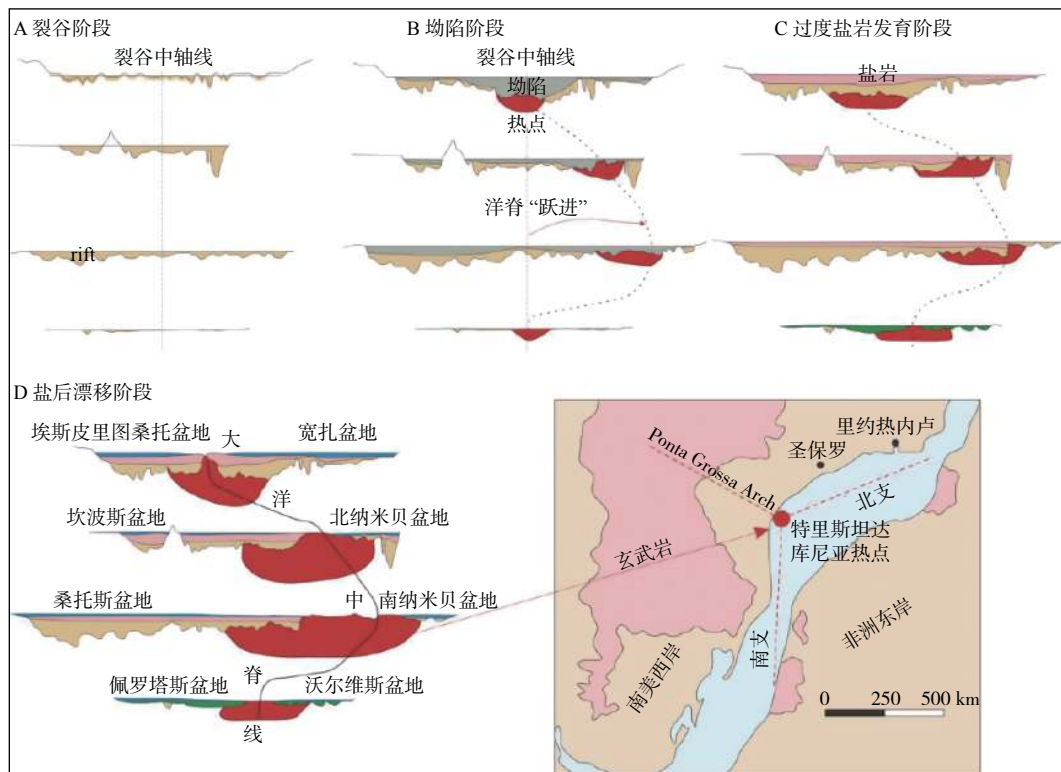 A 裂谷阶段
裂谷中轴线
rift
B 坳陷阶段
裂谷中轴线
坳陷
热点
洋脊 “跃进”
C 过度盐岩发育阶段
盐岩
D 盐后漂移阶段
埃斯皮里图桑托盆地
大
宽扎盆地
洋
坎波斯盆地
北纳米贝盆地
桑托斯盆地
中
南纳米贝盆地
脊
佩罗塔斯盆地
沃尔维斯盆地
线
玄武岩
里约热内卢
圣保罗
Ponta Grossa Arch
北支
特里斯坦达
库尼亚热点
南支
南美西岸
非洲东岸
0 250 500 km